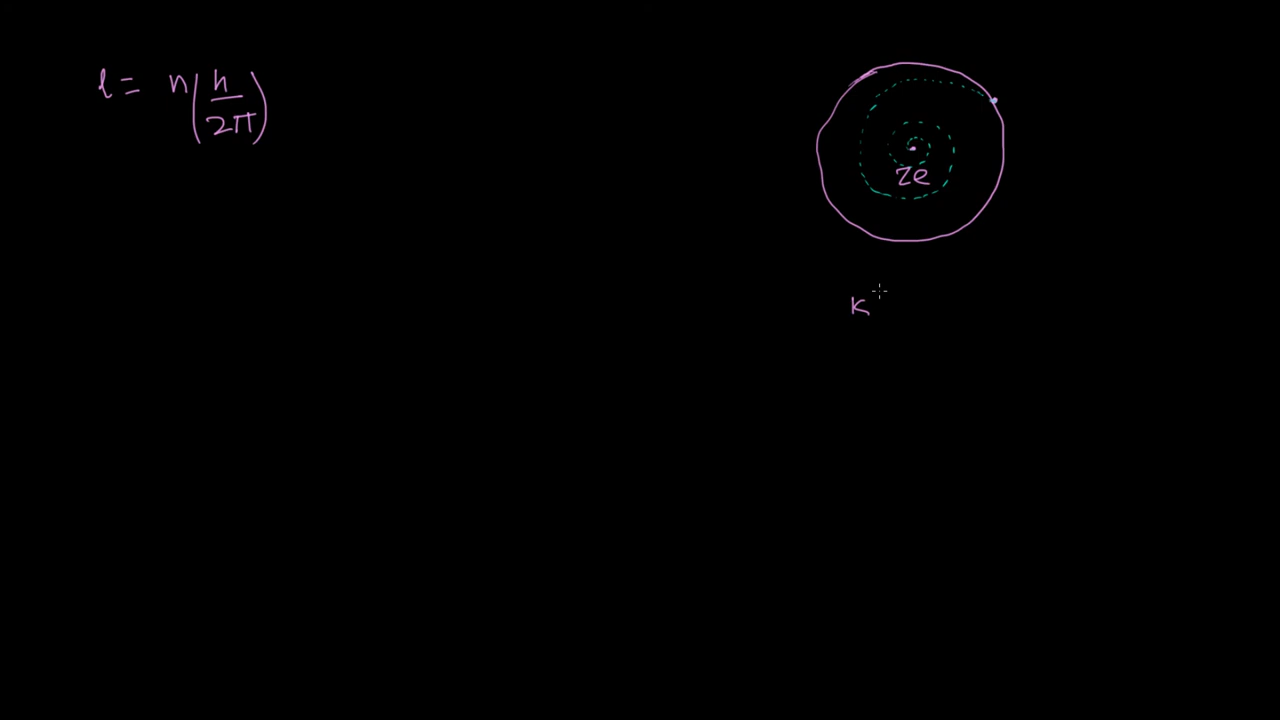 l = n(h/2π)
ze
K